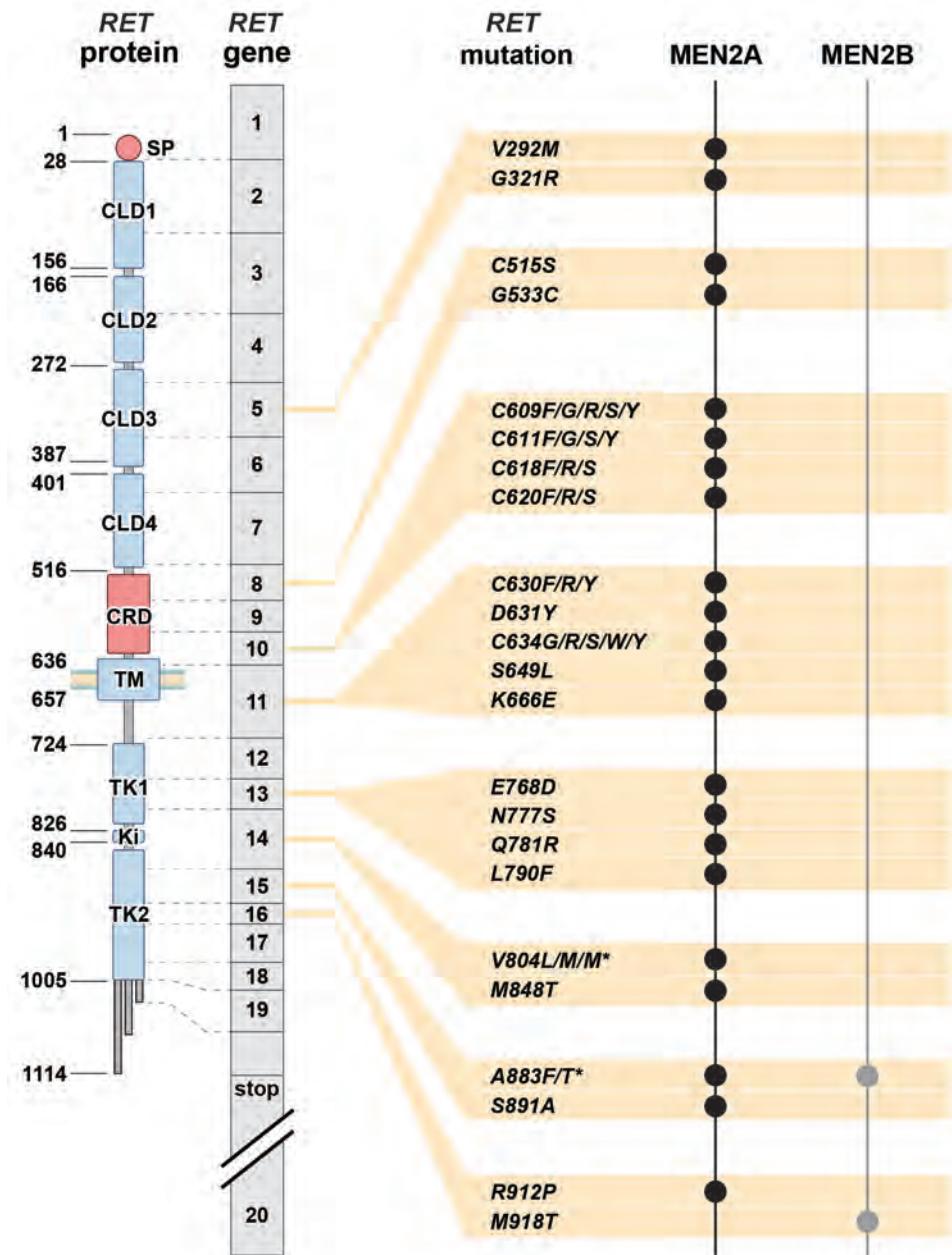 RET
protein
RET
gene
RET
mutation
MEN2A
MEN2B
1
28
156
166
272
387
401
516
636
657
724
826
840
1005
1114
SP
CLD1
CLD2
CLD3
CLD4
CRD
TM
TK1
Ki
TK2
1
2
3
4
5
6
7
8
9
10
11
12
13
14
15
16
17
18
19
stop
20
V292M
G321R
C515S
G533C
C609F/G/R/S/Y
C611F/G/S/Y
C618F/R/S
C620F/R/S
C630F/R/Y
D631Y
C634G/R/S/W/Y
S649L
K666E
E768D
N777S
Q781R
L790F
V804L/M/M*
M848T
A883F/T*
S891A
R912P
M918T